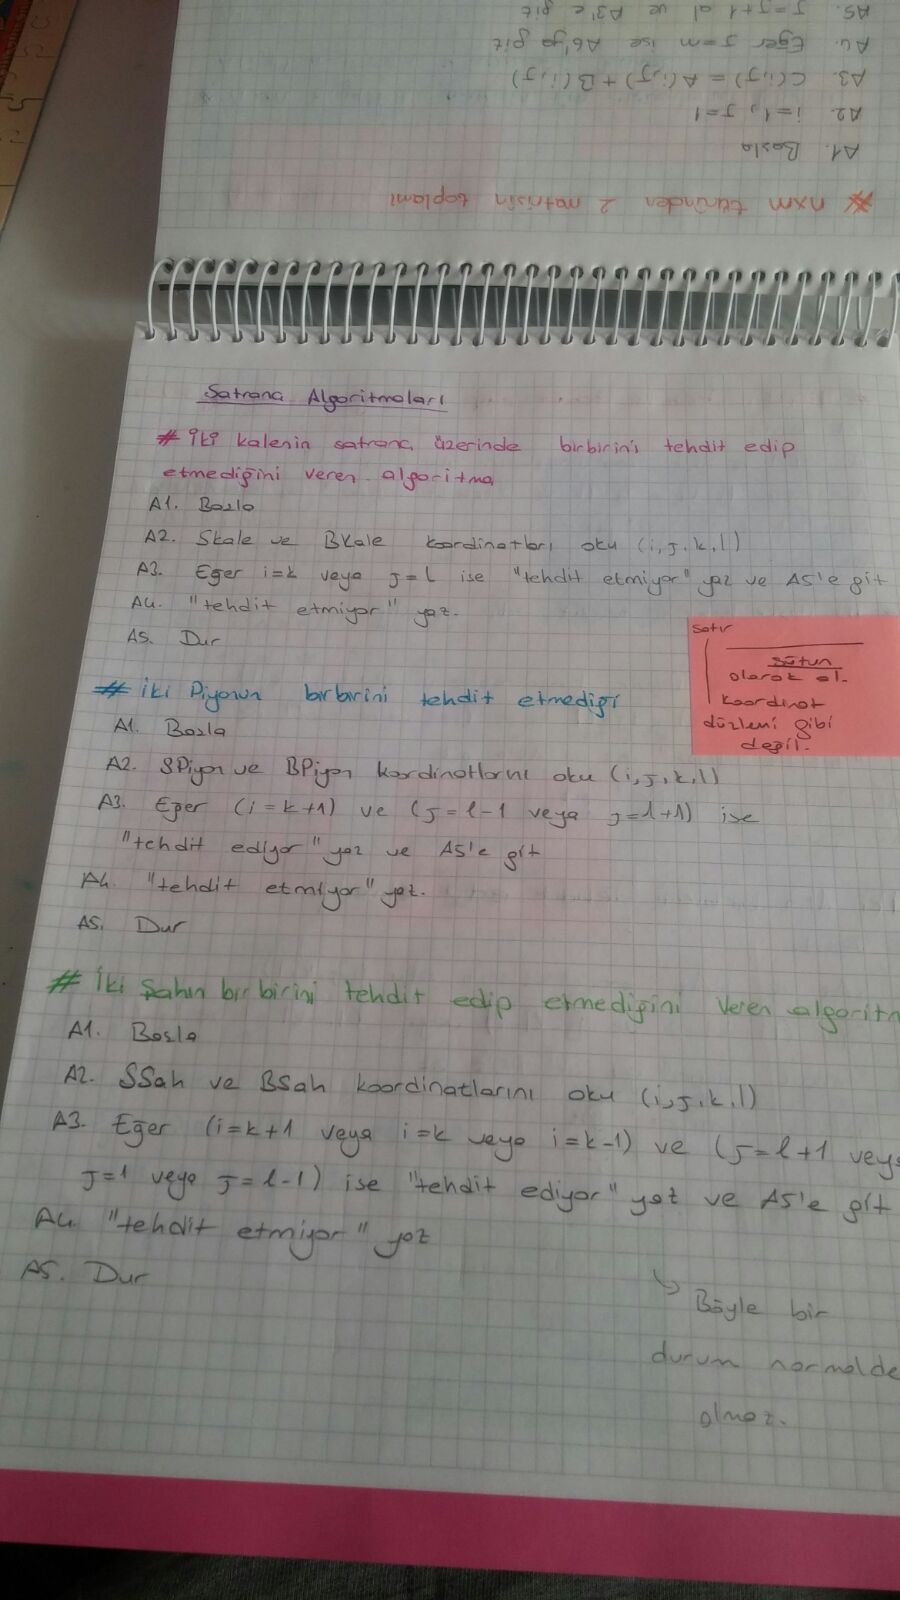 * nxm türünden 2 matrisin toplamı
A1. Başla
A2. i=1, j=1
A3. C(i,j) = A(i,j) + B(i,j)
A4. Eğer j=m ise A6'ya git
A5. J=j+1 al ve A3'e git
Satranç Algoritmaları
# İki kalenin satranç üzerinde birbirini tehdit edip
etmediğini veren algoritma
A1. Başla
A2. Skale ve BKale koordinatları oku (i,j,k,l)
A3. Eğer i=k veya j=l ise "tehdit etmiyor" yaz ve A5'e git
A4. "tehdit etmiyor" yaz.
A5. Dur
Satır
Sütun
olarak al.
koordinat
düzlemi gibi
değil.
# İki Piyonun birbirini tehdit etmediği
A1. Başla
A2. SPiyon ve BPiyon koordinatlarını oku (i,j,k,l)
A3. Eğer (i=k+1) ve (j=l-1 veya j=l+1) ise
"tehdit ediyor" yaz ve A5'e git
A4. "tehdit etmiyor" yaz.
A5. Dur
# İki Şahın birbirini tehdit edip etmediğini veren algoritm
A1. Başla
A2. SŞah ve BŞah koordinatlarını oku (i,j,k,l)
A3. Eğer (i=k+1 veya i=k veya i=k-1) ve (j=l+1 veya
j=1 veya j=l-1) ise "tehdit ediyor" yaz ve A5'e git
A4. "tehdit etmiyor" yaz
A5. Dur
↳ Böyle bir
durum normalde
olmaz.